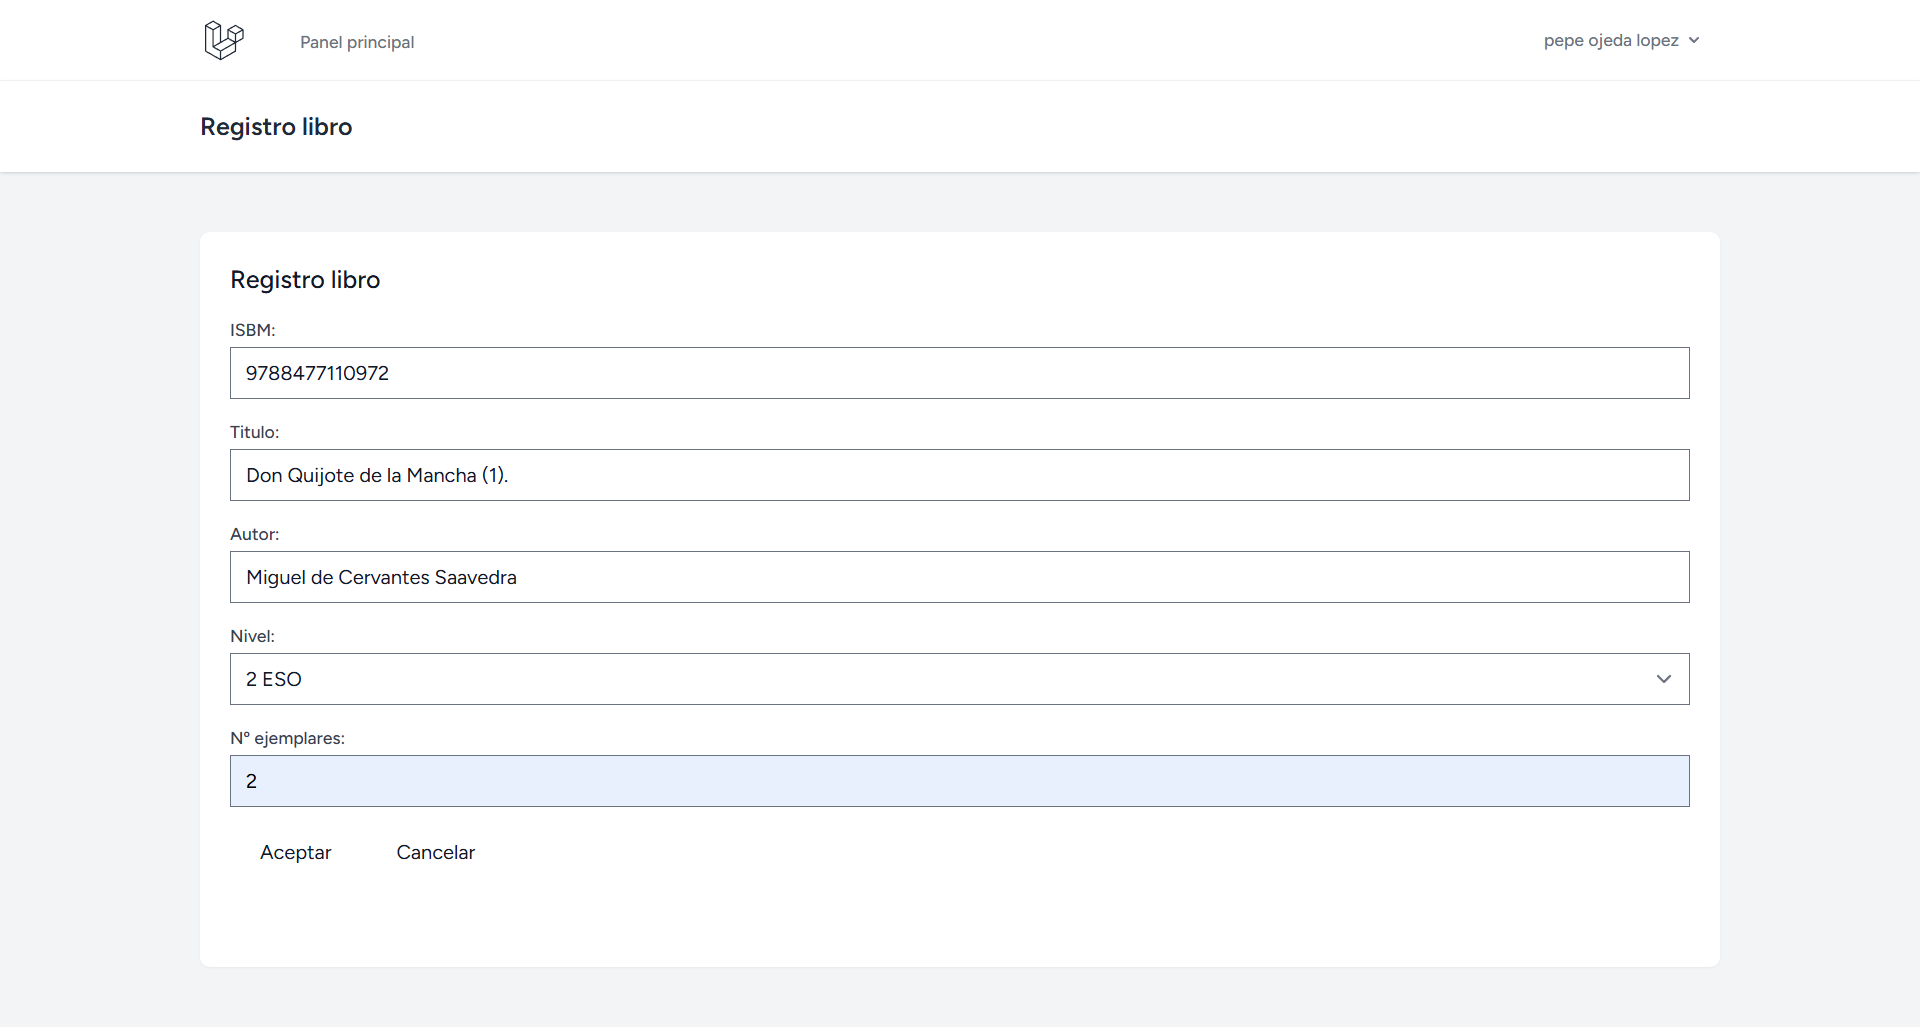 Panel principal
pepe ojeda lopez
Registro libro
Registro libro
ISBM:
9788477110972
Titulo:
Don Quijote de la Mancha (1).
Autor:
Miguel de Cervantes Saavedra
Nivel:
2 ESO
Nº ejemplares:
2
Aceptar Cancelar